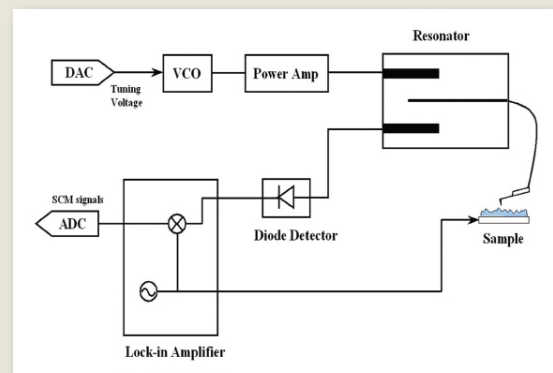 Resonator
DAC
VCO
Power Amp
Tuning
Voltage
SCM signals
ADC
Diode Detector
Sample
Lock-in Amplifier